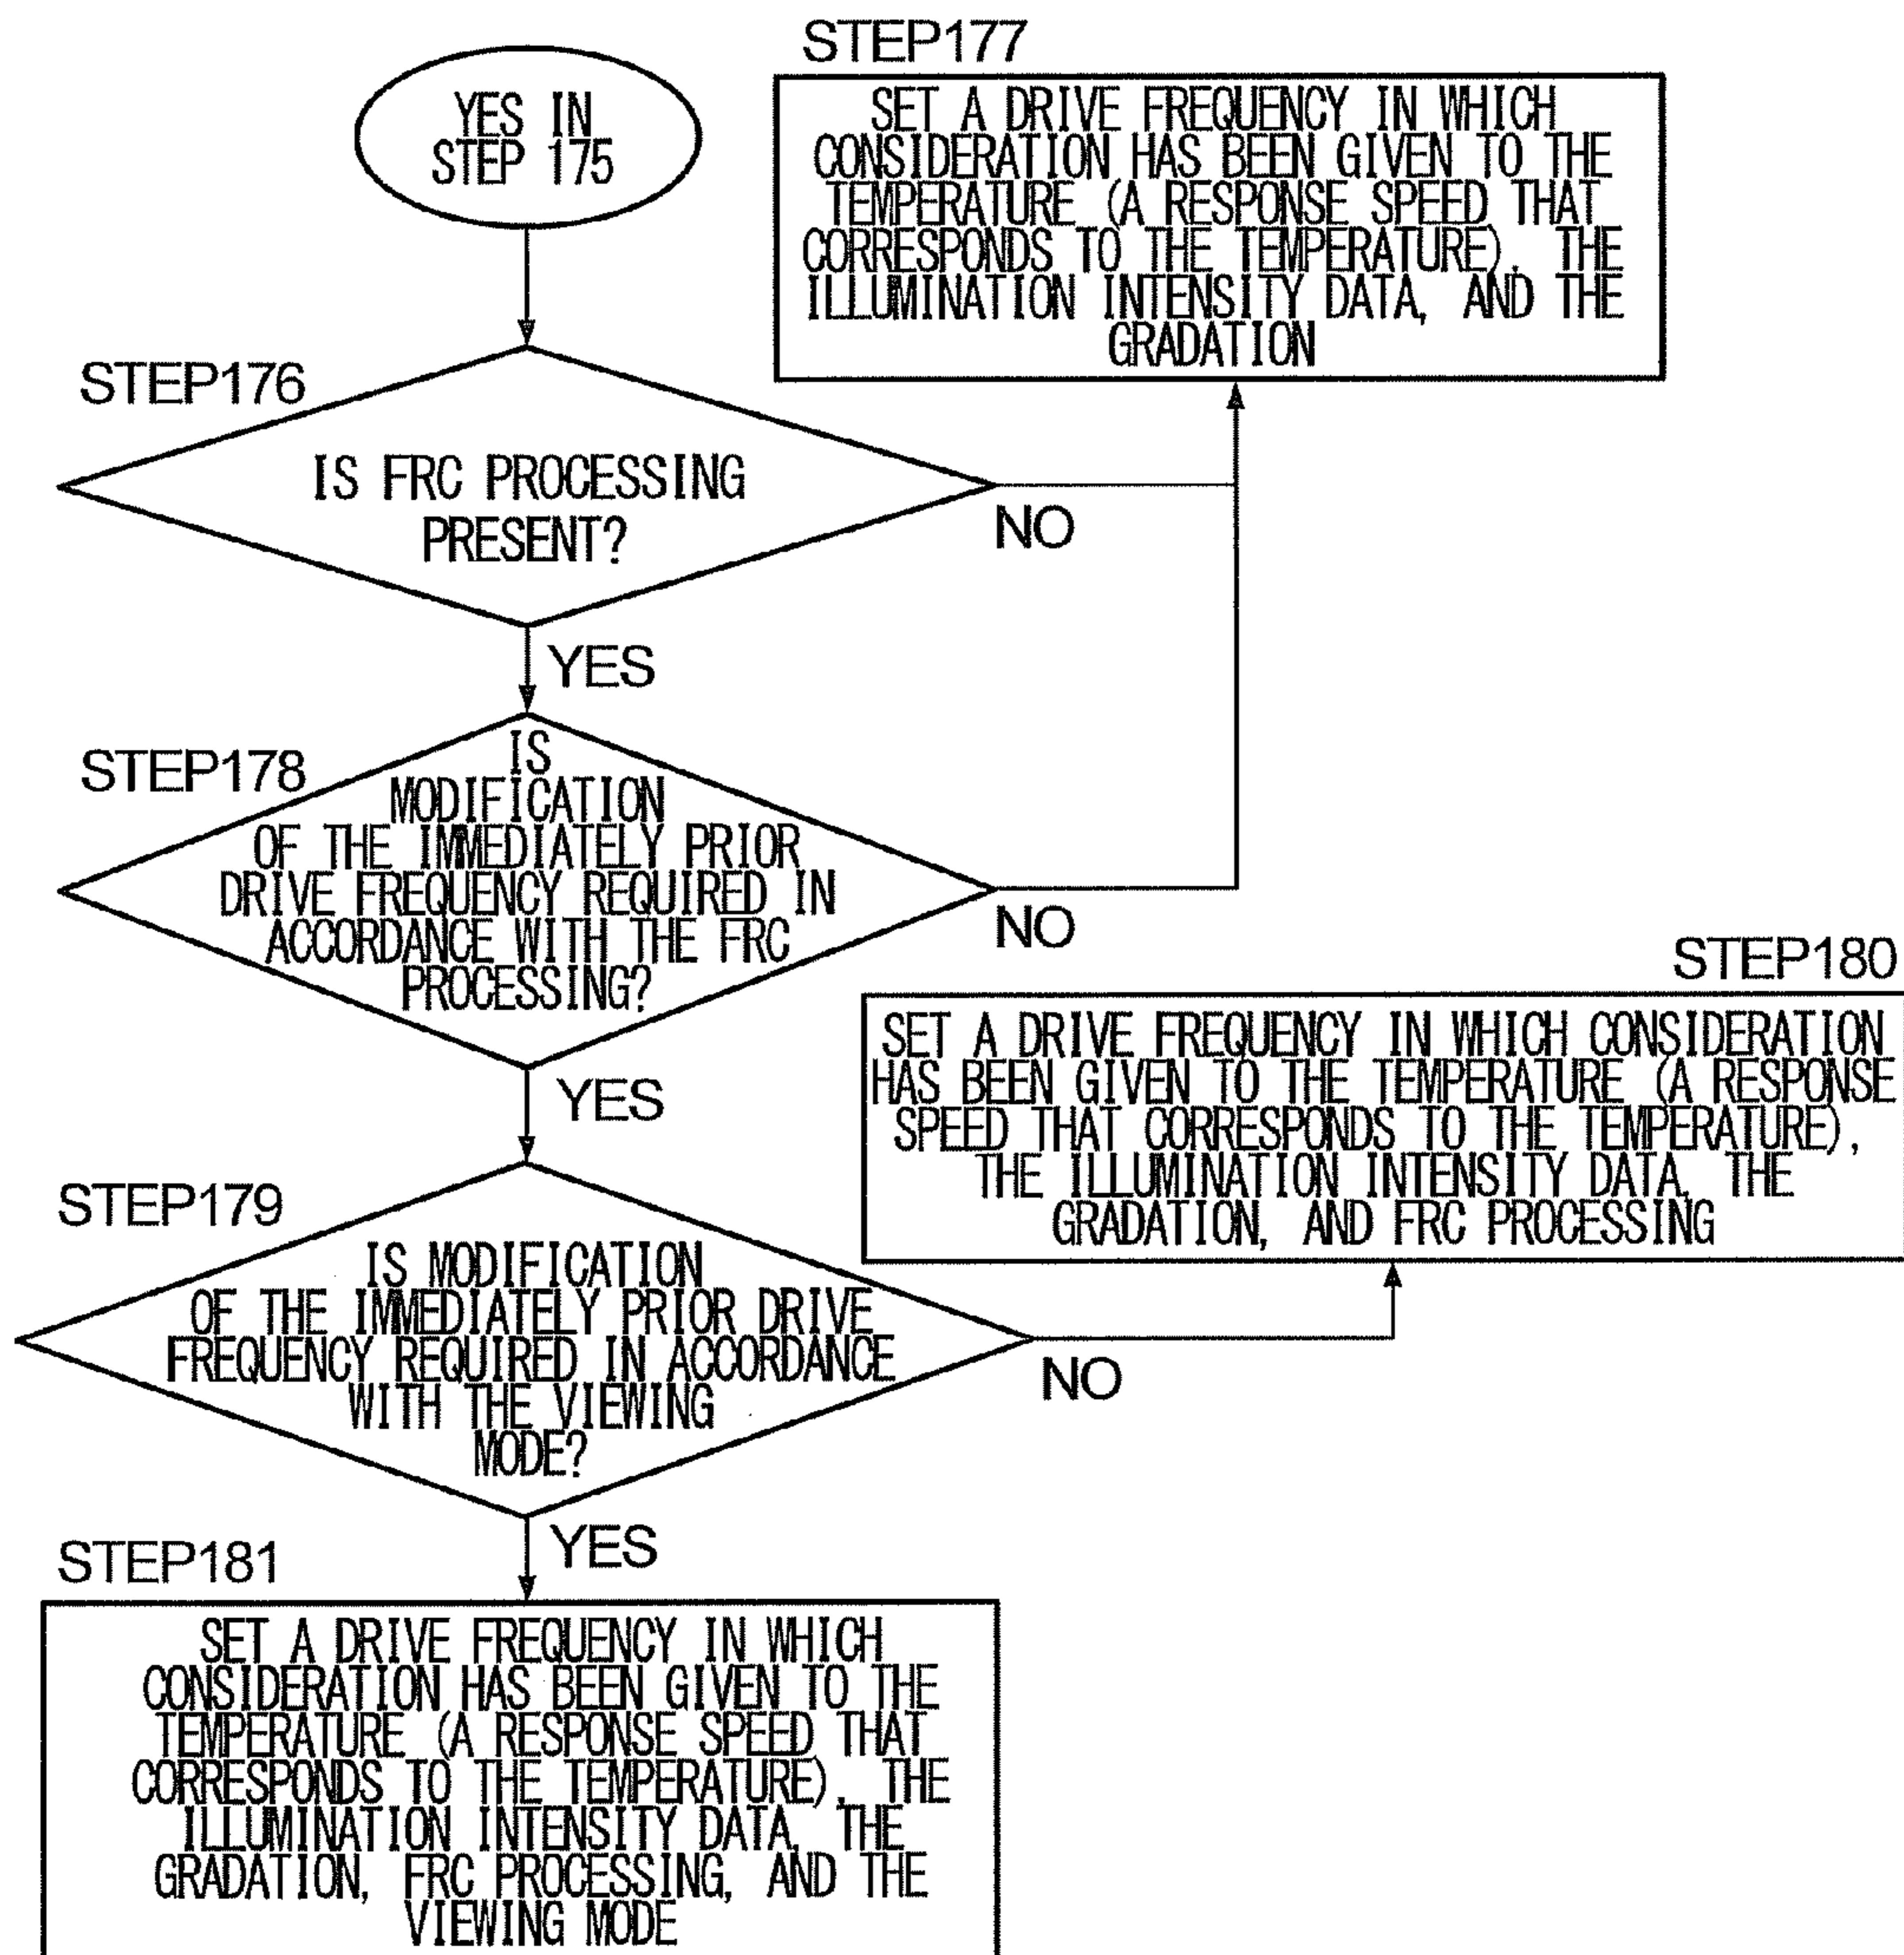 STEP177
YES IN
STEP 175
SET A DRIVE FREQUENCY IN WHICH
CONSIDERATION HAS BEEN GIVEN TO THE
TEMPERATURE (A RESPONSE SPEED THAT
CORRESPONDS TO THE TEMPERATURE), THE
ILLUMINATION INTENSITY DATA, AND THE
GRADATION
STEP176
IS FRC PROCESSING
PRESENT?
NO
YES
STEP178
IS
MODIFICATION
OF THE IMMEDIATELY PRIOR
DRIVE FREQUENCY REQUIRED IN
ACCORDANCE WITH THE FRC
PROCESSING?
NO
YES
STEP180
SET A DRIVE FREQUENCY IN WHICH CONSIDERATION
HAS BEEN GIVEN TO THE TEMPERATURE (A RESPONSE
SPEED THAT CORRESPONDS TO THE TEMPERATURE),
THE ILLUMINATION INTENSITY DATA, THE
GRADATION, AND FRC PROCESSING
STEP179
IS MODIFICATION
OF THE IMMEDIATELY PRIOR DRIVE
FREQUENCY REQUIRED IN ACCORDANCE
WITH THE VIEWING
MODE?
NO
YES
STEP181
SET A DRIVE FREQUENCY IN WHICH
CONSIDERATION HAS BEEN GIVEN TO THE
TEMPERATURE (A RESPONSE SPEED THAT
CORRESPONDS TO THE TEMPERATURE), THE
ILLUMINATION INTENSITY DATA, THE
GRADATION, FRC PROCESSING, AND THE
VIEWING MODE